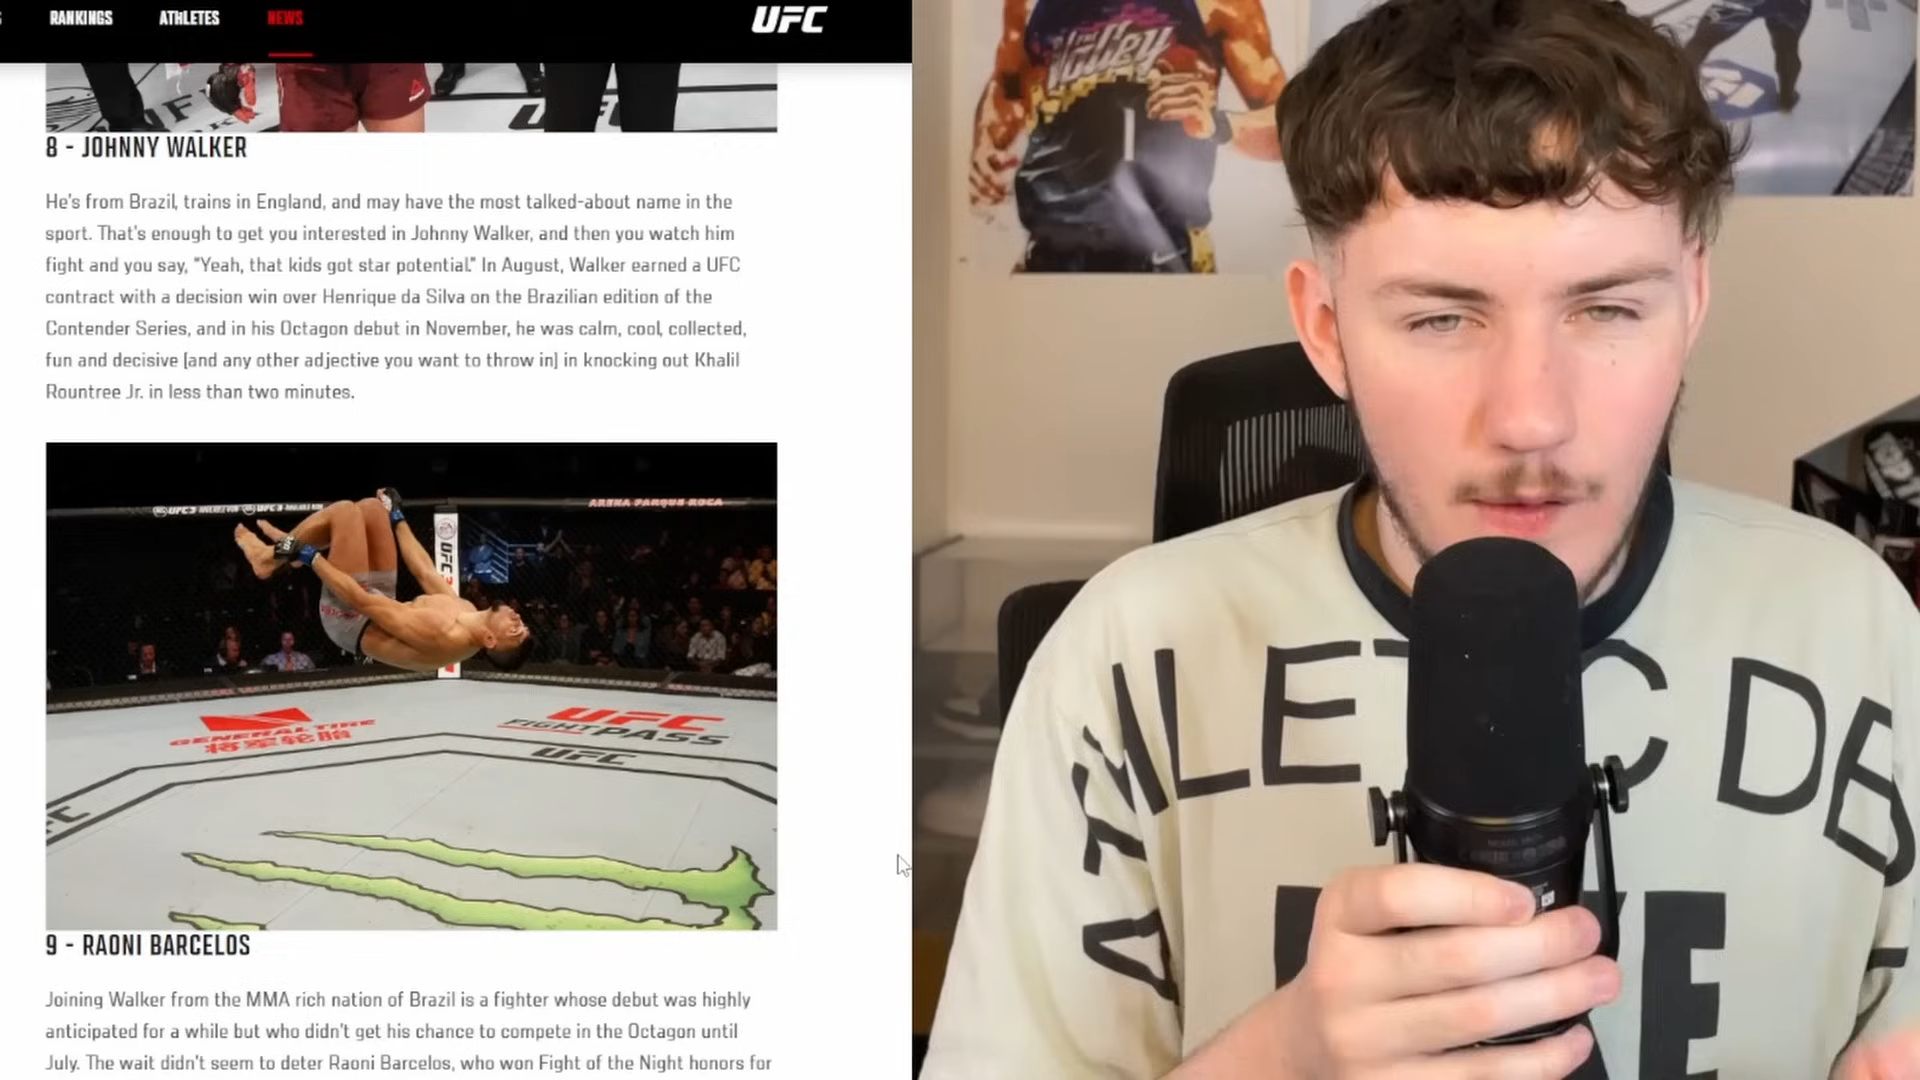 RANKINGS
ATHLETES
NEWS
UFC
8 - JOHNNY WALKER
He's from Brazil, trains in England, and may have the most talked-about name in the
sport. That's enough to get you interested in Johnny Walker, and then you watch him
fight and you say, "Yeah, that kids got star potential." In August, Walker earned a UFC
contract with a decision win over Henrique da Silva on the Brazilian edition of the
Contender Series, and in his Octagon debut in November, he was calm, cool, collected,
fun and decisive (and any other adjective you want to throw in) in knocking out Khalil
Rountree Jr. in less than two minutes.
ARENA PARQUE ROCA
GENERAL TIRE
将军轮胎
UFC
FIGHT PASS
UFC
9 - RAONI BARCELOS
Joining Walker from the MMA rich nation of Brazil is a fighter whose debut was highly
anticipated for a while but who didn't get his chance to compete in the Octagon until
July. The wait didn't seem to deter Raoni Barcelos, who won Fight of the Night honors for
Valley